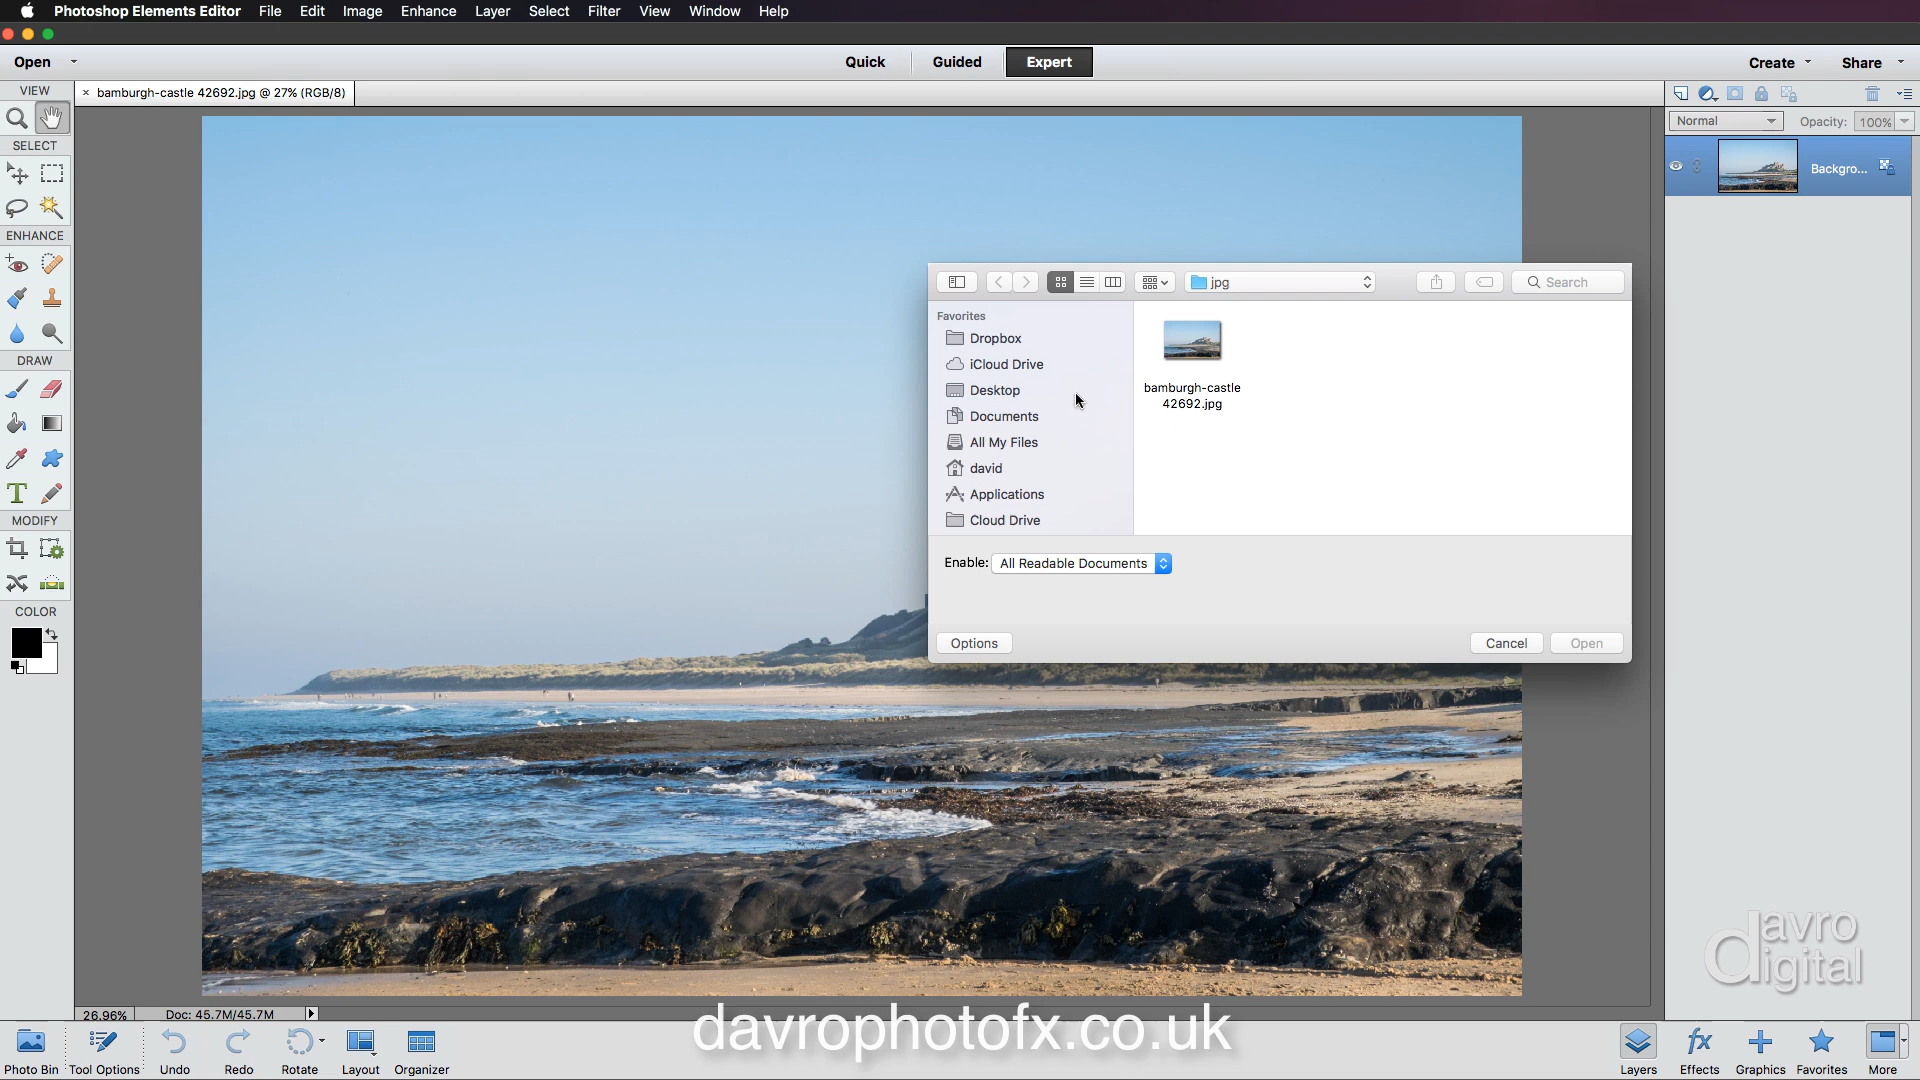 Photoshop Elements Editor File Edit Image Enhance Layer Select Filter View Window Help
Open Quick Guided Expert Create Share
VIEW × bamburgh-castle 42692.jpg @ 27% (RGB/8)
Normal Opacity: 100%
SELECT
Backgro...
ENHANCE
jpg Search
Favorites
Dropbox
iCloud Drive
Desktop
Documents
All My Files
david
Applications
Cloud Drive
bamburgh-castle
42692.jpg
DRAW
T
MODIFY
Enable: All Readable Documents
COLOR
Options Cancel Open
davro
digital
26.96% Doc: 45.7M/45.7M
davrophotofx.co.uk
fx
Photo Bin Tool Options Undo Redo Rotate Layout Organizer Layers Effects Graphics Favorites More